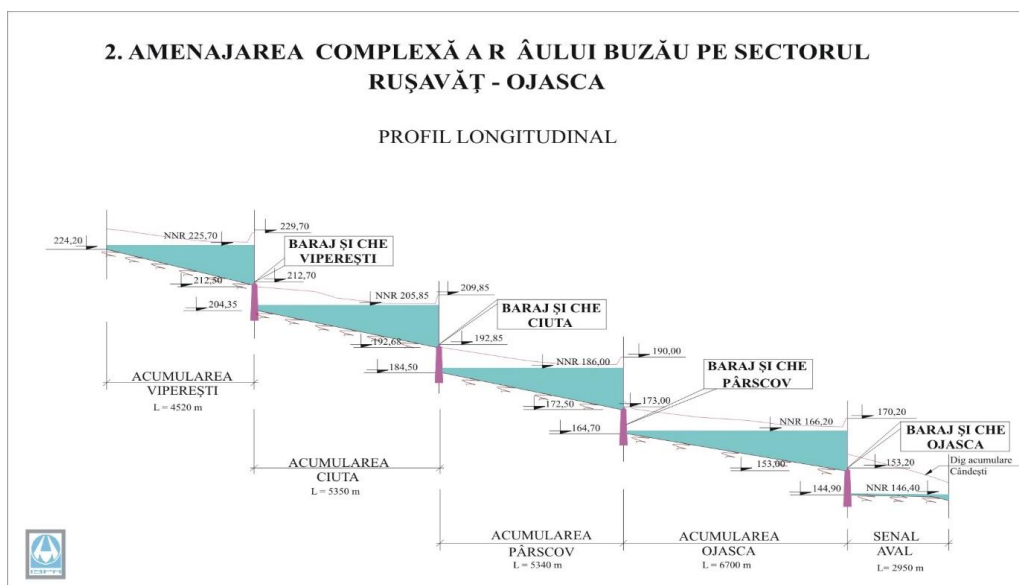 2. AMENAJAREA COMPLEXĂ A R ÂULUI BUZĂU PE SECTORUL
RUŞAVĂŢ - OJASCA
PROFIL LONGITUDINAL
224,20
NNR 225,70
229,70
BARAJ ŞI CHE
VIPEREŞTI
212,50
212,70
204,35
NNR 205,85
209,85
BARAJ ŞI CHE
CIUTA
192,68
192,85
184,50
NNR 186,00
190,00
BARAJ ŞI CHE
PÂRSCOV
172,50
173,00
164,70
NNR 166,20
170,20
BARAJ ŞI CHE
OJASCA
153,00
153,20
Dig acumulare
Cândeşti
144,90
NNR 146,40
ACUMULAREA
VIPEREŞTI
L = 4520 m
ACUMULAREA
CIUTA
L = 5350 m
ACUMULAREA
PÂRSCOV
L = 5340 m
ACUMULAREA
OJASCA
L= 6700 m
SENAL
AVAL
L= 2950 m